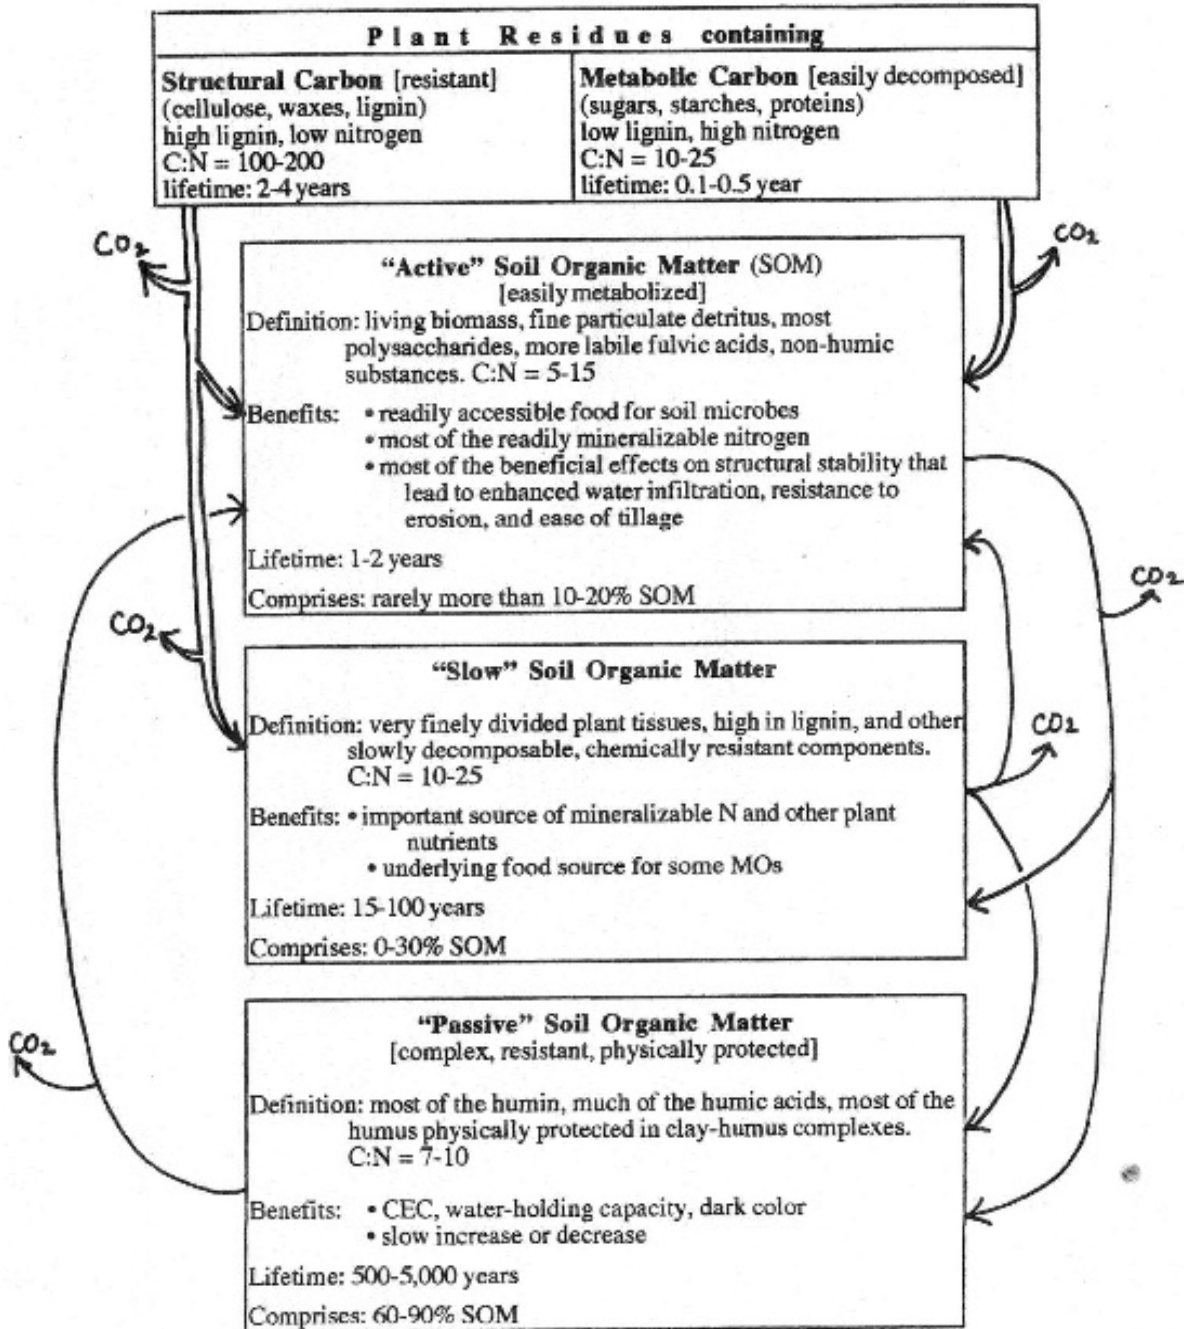 Plant Residues containing
Structural Carbon [resistant]
(cellulose, waxes, lignin)
high lignin, low nitrogen
C:N = 100-200
lifetime: 2-4 years
Metabolic Carbon [easily decomposed]
(sugars, starches, proteins)
low lignin, high nitrogen
C:N = 10-25
lifetime: 0.1-0.5 year
CO₂
CO₂
“Active” Soil Organic Matter (SOM)
[easily metabolized]
Definition: living biomass, fine particulate detritus, most
polysaccharides, more labile fulvic acids, non-humic
substances. C:N = 5-15
Benefits: • readily accessible food for soil microbes
• most of the readily mineralizable nitrogen
• most of the beneficial effects on structural stability that
lead to enhanced water infiltration, resistance to
erosion, and ease of tillage
Lifetime: 1-2 years
Comprises: rarely more than 10-20% SOM
CO₂
CO₂
“Slow” Soil Organic Matter
Definition: very finely divided plant tissues, high in lignin, and other
slowly decomposable, chemically resistant components.
C:N = 10-25
CO₂
Benefits: • important source of mineralizable N and other plant
nutrients
• underlying food source for some MOs
Lifetime: 15-100 years
Comprises: 0-30% SOM
“Passive” Soil Organic Matter
[complex, resistant, physically protected]
CO₂
Definition: most of the humin, much of the humic acids, most of the
humus physically protected in clay-humus complexes.
C:N = 7-10
Benefits: • CEC, water-holding capacity, dark color
• slow increase or decrease
Lifetime: 500-5,000 years
Comprises: 60-90% SOM